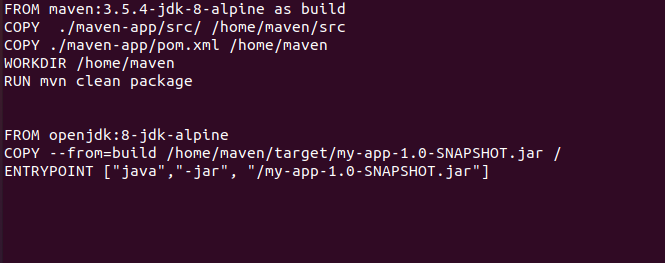 FROM maven:3.5.4-jdk-8-alpine as build
COPY  ./maven-app/src/ /home/maven/src
COPY ./maven-app/pom.xml /home/maven
WORKDIR /home/maven
RUN mvn clean package
FROM openjdk:8-jdk-alpine
COPY --from=build /home/maven/target/my-app-1.0-SNAPSHOT.jar /
ENTRYPOINT ["java","-jar", "/my-app-1.0-SNAPSHOT.jar"]